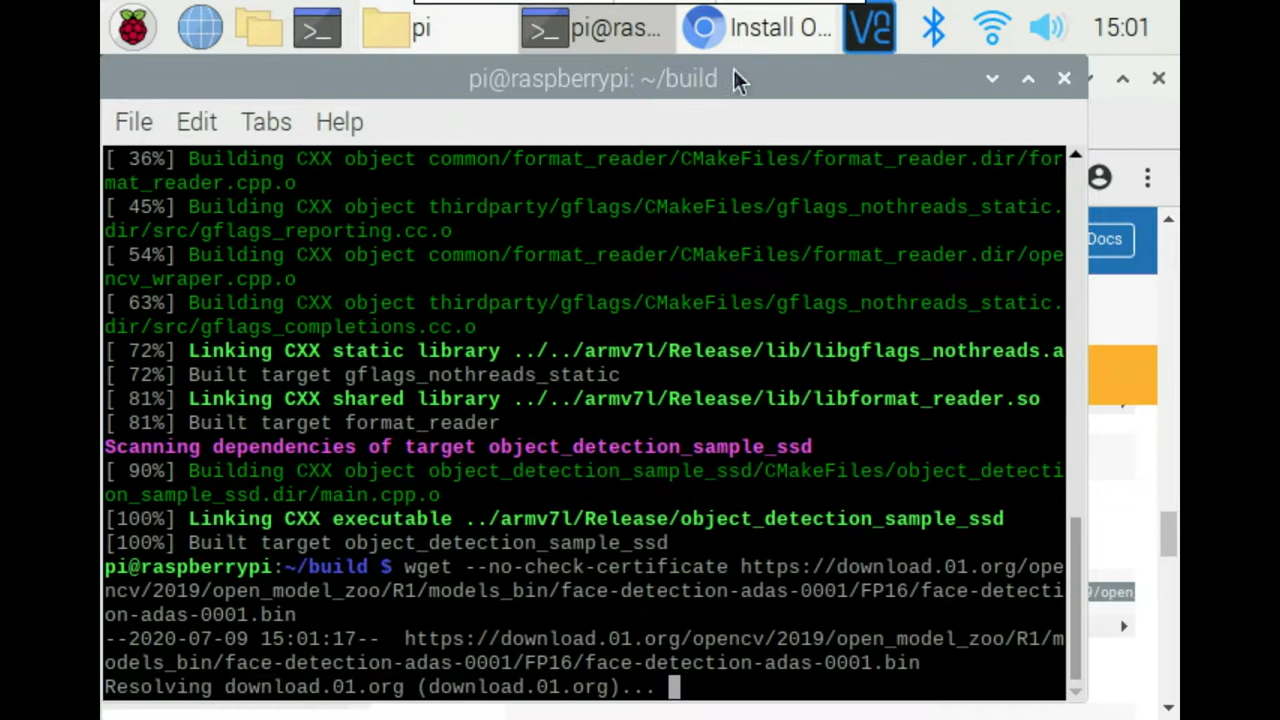 pi
pi@ras...
Install O...
15:01
pi@raspberrypi: ~/build
File Edit Tabs Help
[ 36%] Building CXX object common/format_reader/CMakeFiles/format_reader.dir/for
mat_reader.cpp.o
[ 45%] Building CXX object thirdparty/gflags/CMakeFiles/gflags_nothreads_static.
dir/src/gflags_reporting.cc.o
[ 54%] Building CXX object common/format_reader/CMakeFiles/format_reader.dir/ope
ncv_wraper.cpp.o
[ 63%] Building CXX object thirdparty/gflags/CMakeFiles/gflags_nothreads_static.
dir/src/gflags_completions.cc.o
[ 72%] Linking CXX static library ../../armv7l/Release/lib/libgflags_nothreads.a
[ 72%] Built target gflags_nothreads_static
[ 81%] Linking CXX shared library ../../armv7l/Release/lib/libformat_reader.so
[ 81%] Built target format_reader
Scanning dependencies of target object_detection_sample_ssd
[ 90%] Building CXX object object_detection_sample_ssd/CMakeFiles/object_detecti
on_sample_ssd.dir/main.cpp.o
[100%] Linking CXX executable ../armv7l/Release/object_detection_sample_ssd
[100%] Built target object_detection_sample_ssd
pi@raspberrypi:~/build $ wget --no-check-certificate https://download.01.org/ope
ncv/2019/open_model_zoo/R1/models_bin/face-detection-adas-0001/FP16/face-detecti
on-adas-0001.bin
--2020-07-09 15:01:17--  https://download.01.org/opencv/2019/open_model_zoo/R1/m
odels_bin/face-detection-adas-0001/FP16/face-detection-adas-0001.bin
Resolving download.01.org (download.01.org)...
Docs
0/open